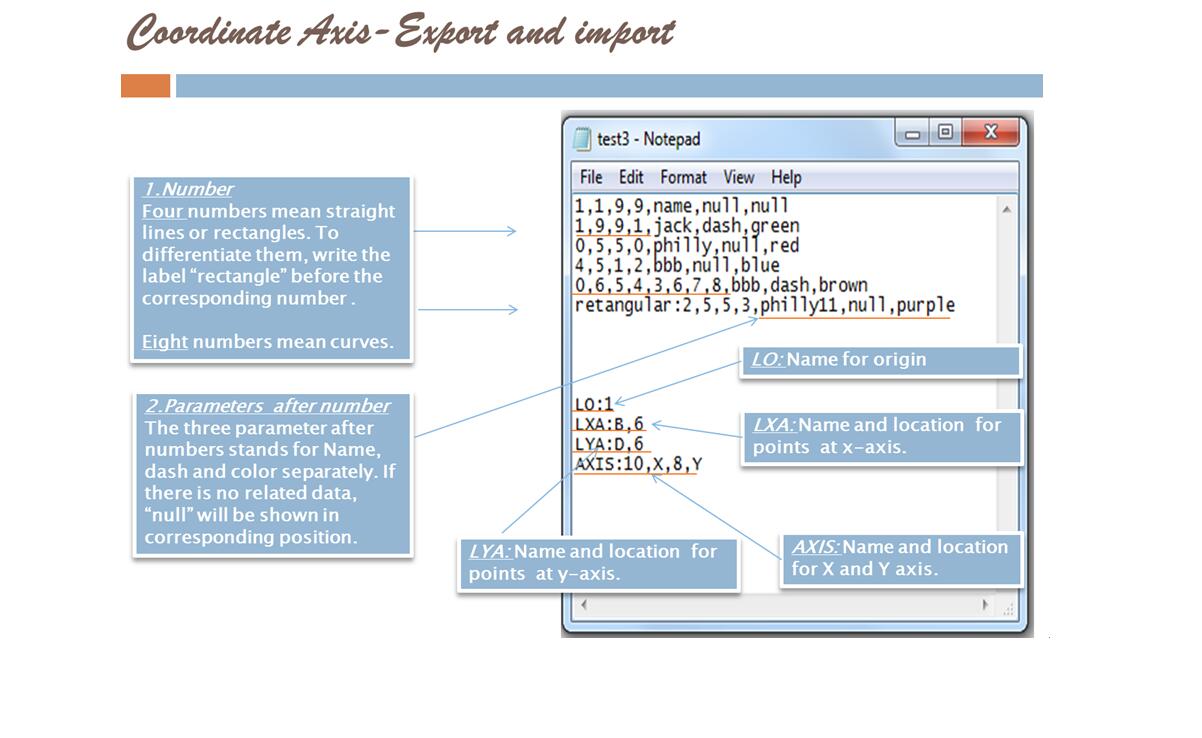 Coordinate Axis-Export and import
1.Number
Four numbers mean straight
lines or rectangles. To
differentiate them, write the
label “rectangle” before the
corresponding number .
Eight numbers mean curves.
2.Parameters after number
The three parameter after
numbers stands for Name,
dash and color separately. If
there is no related data,
“null” will be shown in
corresponding position.
test3 - Notepad
File Edit Format View Help
1,1,9,9,name,null,null
1,9,9,1,jack,dash,green
0,5,5,0,philly,null,red
4,5,1,2,bbb,null,blue
0,6,5,4,3,6,7,8,bbb,dash,brown
retangular:2,5,5,3,philly11,null,purple
LO:1
LXA:B,6
LYA:D,6
AXIS:10,X,8,Y
LO: Name for origin
LXA: Name and location for
points at x-axis.
LYA: Name and location for
points at y-axis.
AXIS: Name and location
for X and Y axis.